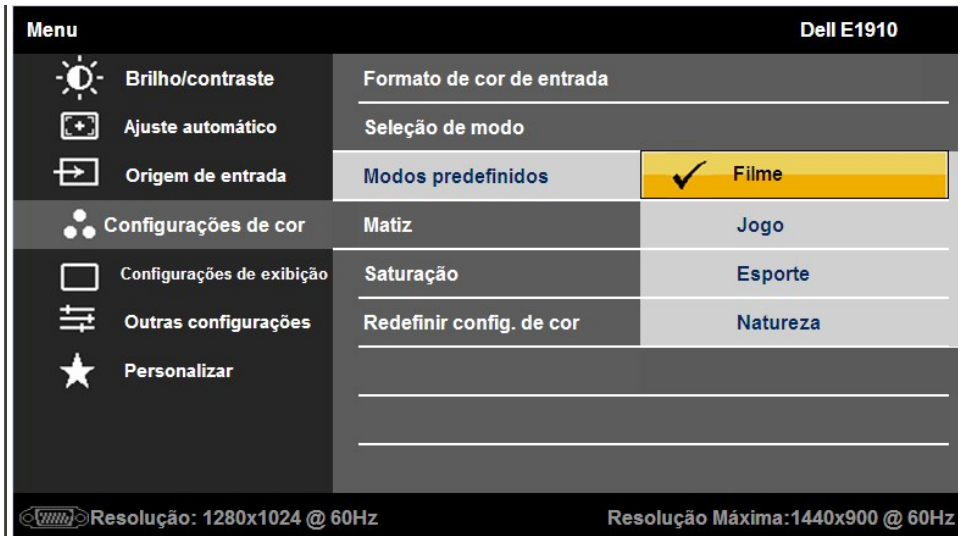 Menu Dell E1910
Brilho/contraste
Formato de cor de entrada
Ajuste automático
Seleção de modo
Origem de entrada
Modos predefinidos
Filme
Configurações de cor
Matiz
Jogo
Configurações de exibição
Saturação
Esporte
Outras configurações
Redefinir config. de cor
Natureza
Personalizar
Resolução: 1280x1024 @ 60Hz
Resolução Máxima:1440x900 @ 60Hz